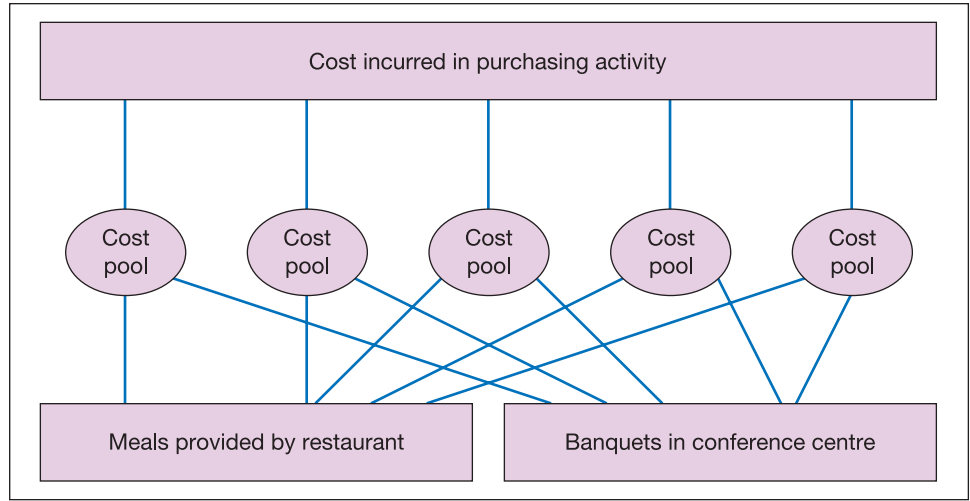 Cost incurred in purchasing activity
Cost
pool
Cost
pool
Cost
pool
Cost
pool
Cost
pool
Meals provided by restaurant
Banquets in conference centre